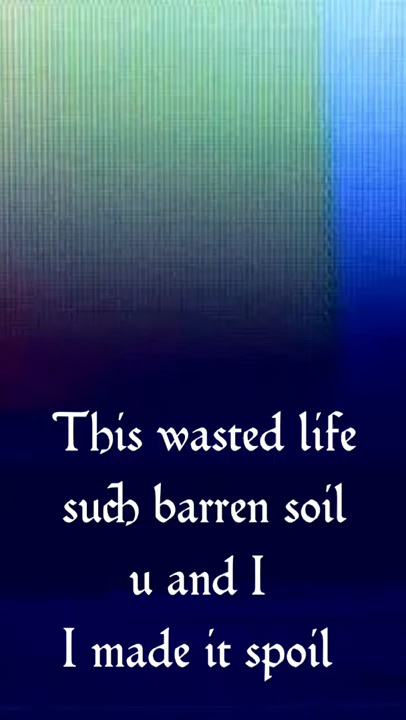 This wasted life
such barren soil
u and I
I made it spoil